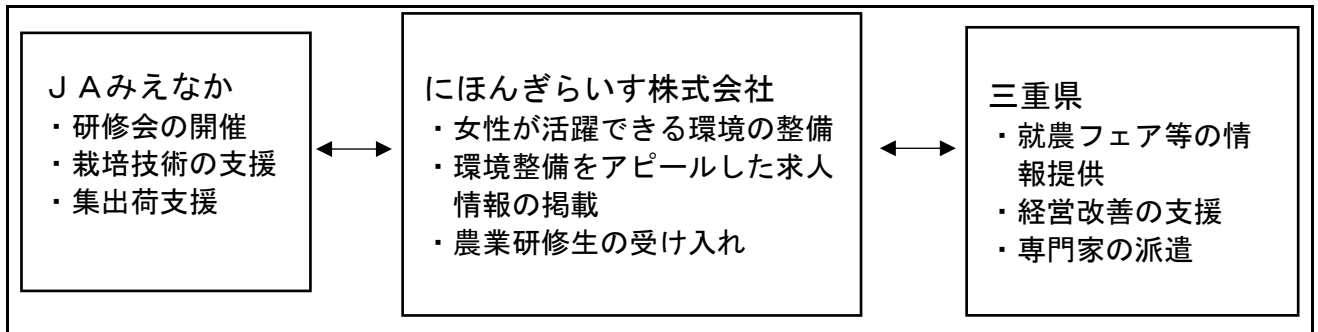 ＪＡみえなか
・研修会の開催
・栽培技術の支援
・集出荷支援
にほんぎらいす株式会社
・女性が活躍できる環境の整備
・環境整備をアピールした求人
情報の掲載
・農業研修生の受け入れ
三重県
・就農フェア等の情
報提供
・経営改善の支援
・専門家の派遣